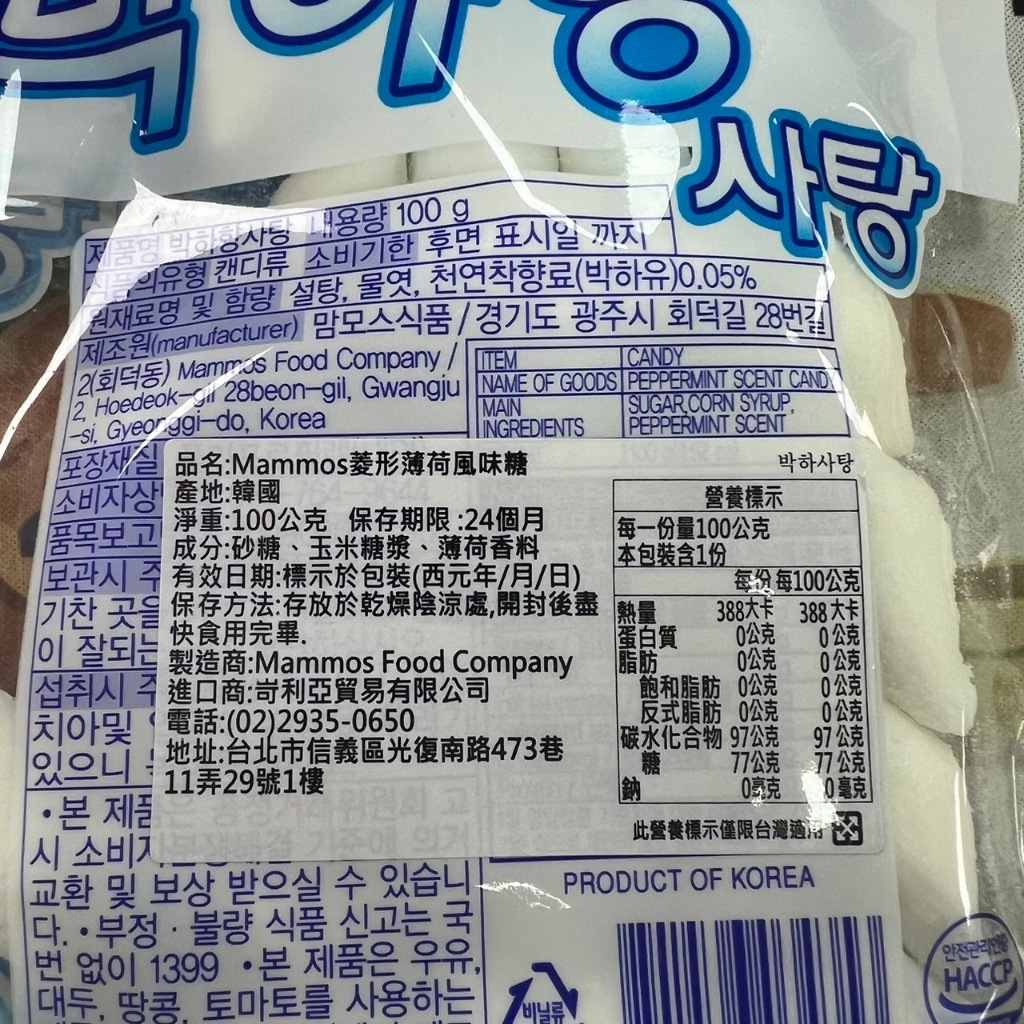 박하향
사탕
제품명 박하향사탕 내용량 100 g
식품의유형 캔디류 소비기한 후면 표시일 까지
원재료명 및 함량 설탕, 물엿, 천연착향료(박하유)0.05%
제조원(manufacturer) 맘모스식품/경기도 광주시 회덕길 28번길
2(회덕동) Mammos Food Company /
2, Hoedeok-gil 28beon-gil, Gwangju
-si, Gyeonggi-do, Korea
ITEM CANDY
NAME OF GOODS PEPPERMINT SCENT CAND
MAIN INGREDIENTS SUGAR,CORN SYRUP,
PEPPERMINT SCENT
포장재질
소비자상
품목보고
보관시 주
기찬 곳을
이 잘되는
섭취시 주
치아및
있으니
品名:Mammos菱形薄荷風味糖
產地:韓國
淨重:100公克 保存期限:24個月
成分:砂糖、玉米糖漿、薄荷香料
有效日期:標示於包裝(西元年/月/日)
保存方法:存放於乾燥陰涼處,開封後盡
快食用完畢.
製造商:Mammos Food Company
進口商:岢利亞貿易有限公司
電話:(02)2935-0650
地址:台北市信義區光復南路473巷
11弄29號1樓
박하사탕
營養標示
每一份量100公克
本包裝含1份
每份 每100公克
熱量 388大卡 388大卡
蛋白質 0公克 0公克
脂肪 0公克 0公克
飽和脂肪 0公克 0公克
反式脂肪 0公克 0公克
碳水化合物 97公克 97公克
糖 77公克 77公克
鈉 0毫克 0毫克
此營養標示僅限台灣適用
•본 제품
시 소비자
교환 및 보상 받으실 수 있습니
다. •부정·불량 식품 신고는 국
번 없이 1399 •본 제품은 우유,
대두, 땅콩, 토마토를 사용하는
PRODUCT OF KOREA
비닐류
안전관리인증
HACCP